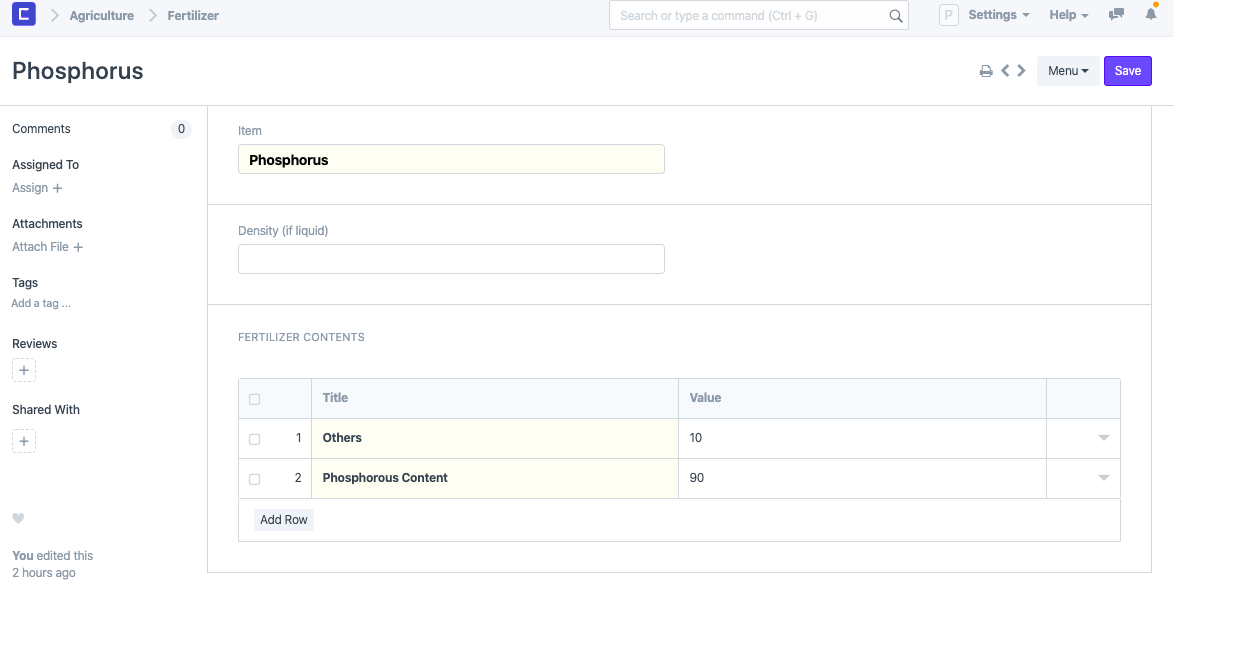 Agriculture Fertilizer Search or type a command (Ctrl + G) P Settings Help
Phosphorus Menu Save
Comments 0
Assigned To
Assign +
Attachments
Attach File +
Tags
Add a tag ...
Reviews
+
Shared With
+
You edited this
2 hours ago
Item
Phosphorus
Density (if liquid)
FERTILIZER CONTENTS
Title Value
1 Others 10
2 Phosphorous Content 90
Add Row